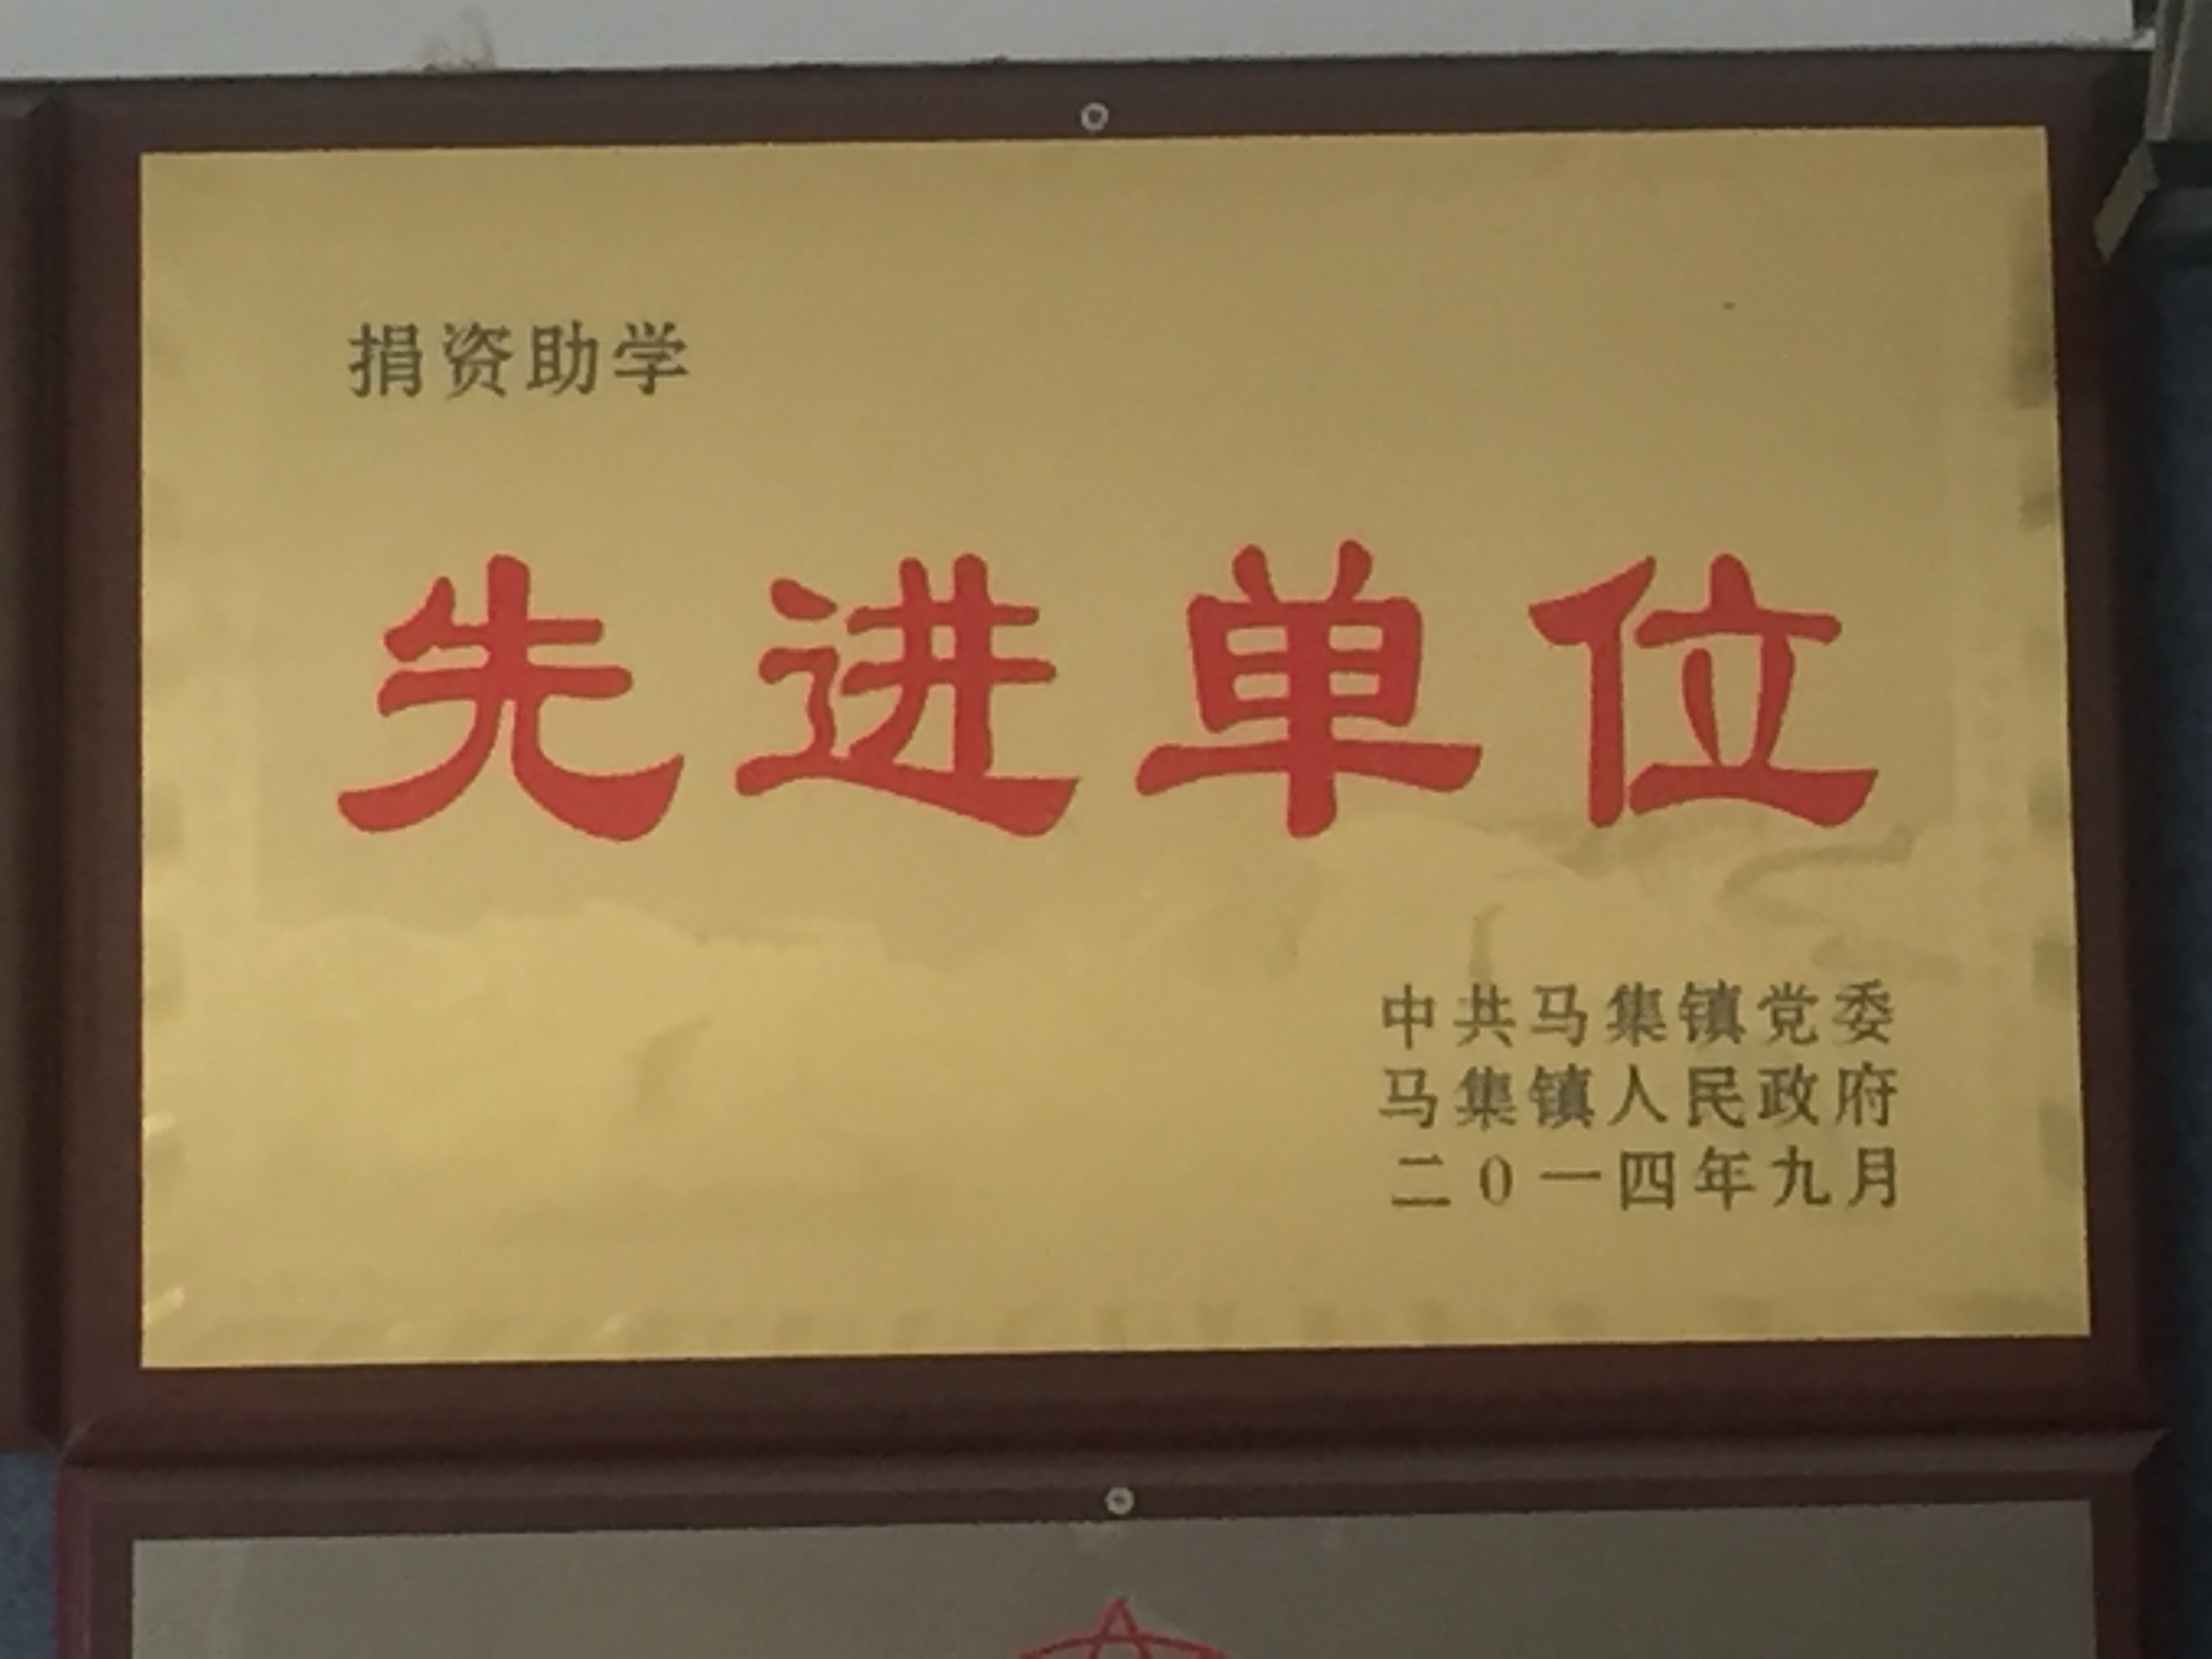 捐资助学
先进单位
中共马集镇党委
马集镇人民政府
二0一四年九月